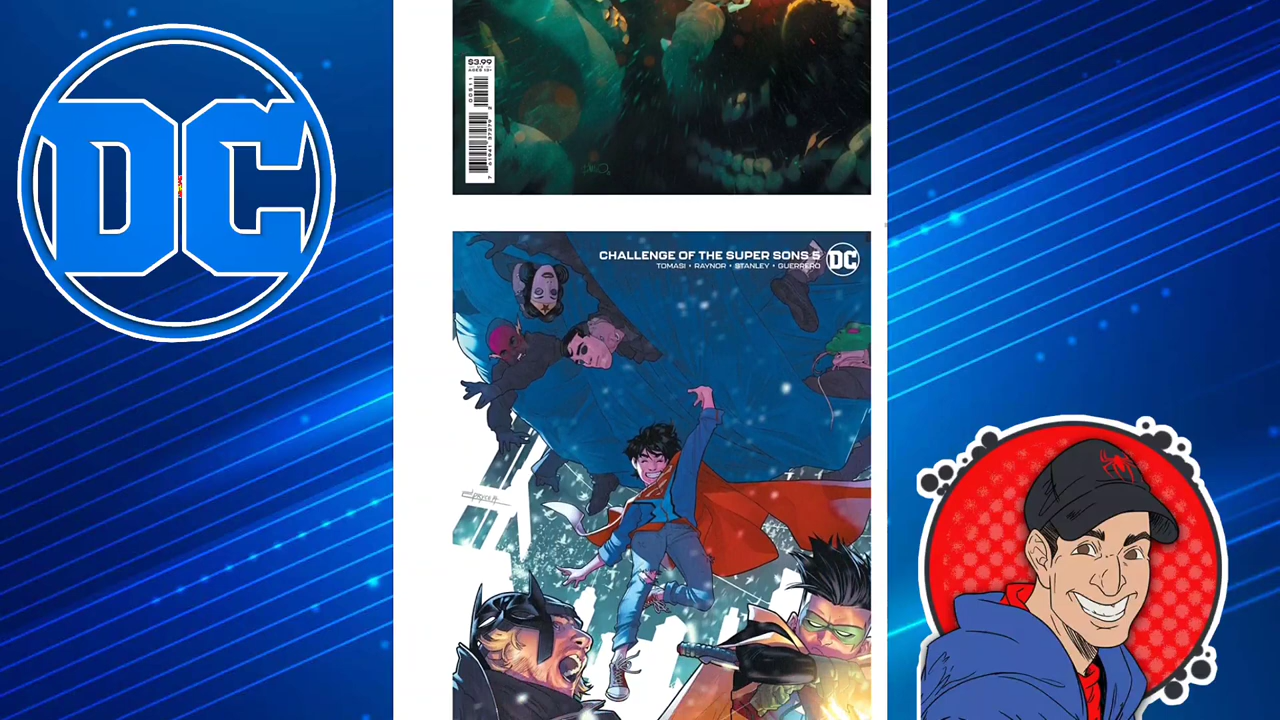 DC
$3.99
CHALLENGE OF THE SUPER SONS 5
TOMASI • RAYNOR • STANLEY • GUERRERO
DC